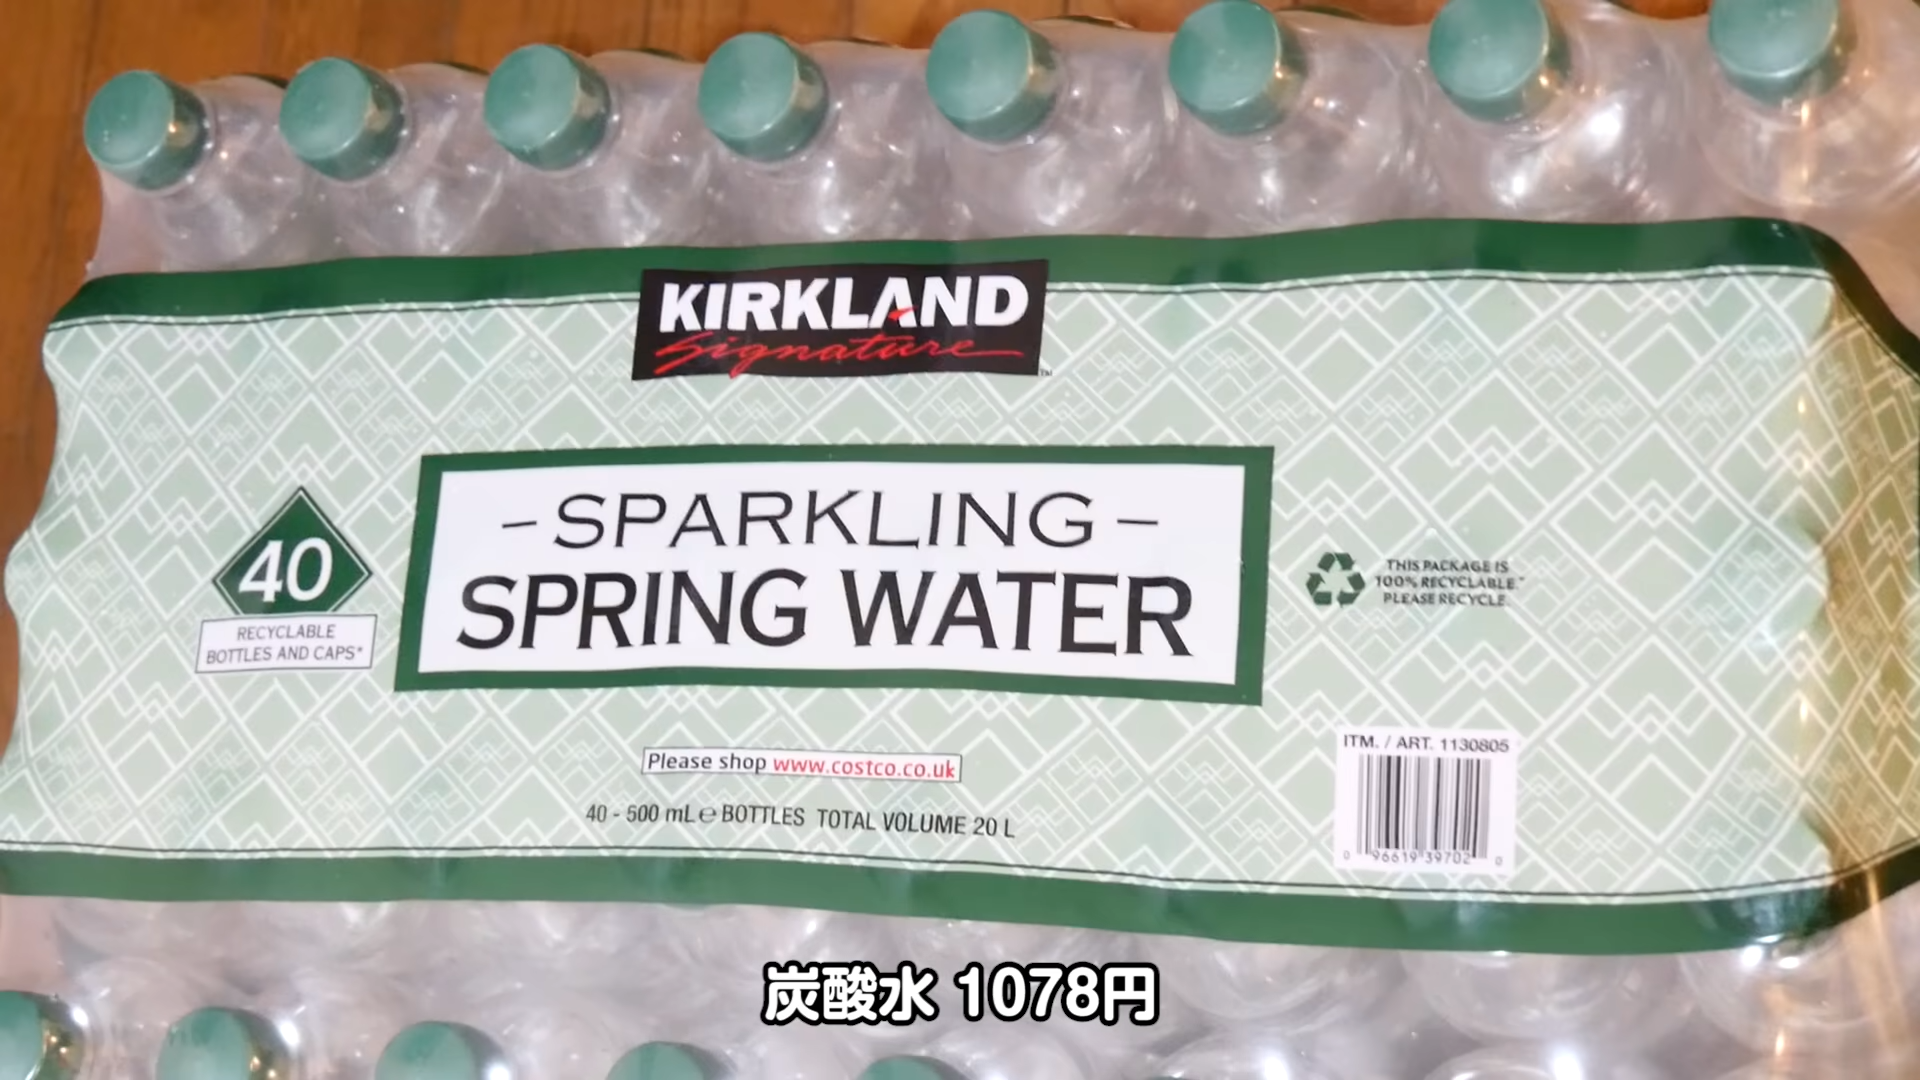 KIRKLAND
Signature™
40
RECYCLABLE
BOTTLES AND CAPS*
–SPARKLING–
SPRING WATER
THIS PACKAGE IS
100% RECYCLABLE.*
PLEASE RECYCLE.
Please shop www.costco.co.uk
40 - 500 mL ℮ BOTTLES TOTAL VOLUME 20 L
ITM. / ART. 1130805
0 96619 39702 0
炭酸水 1078円